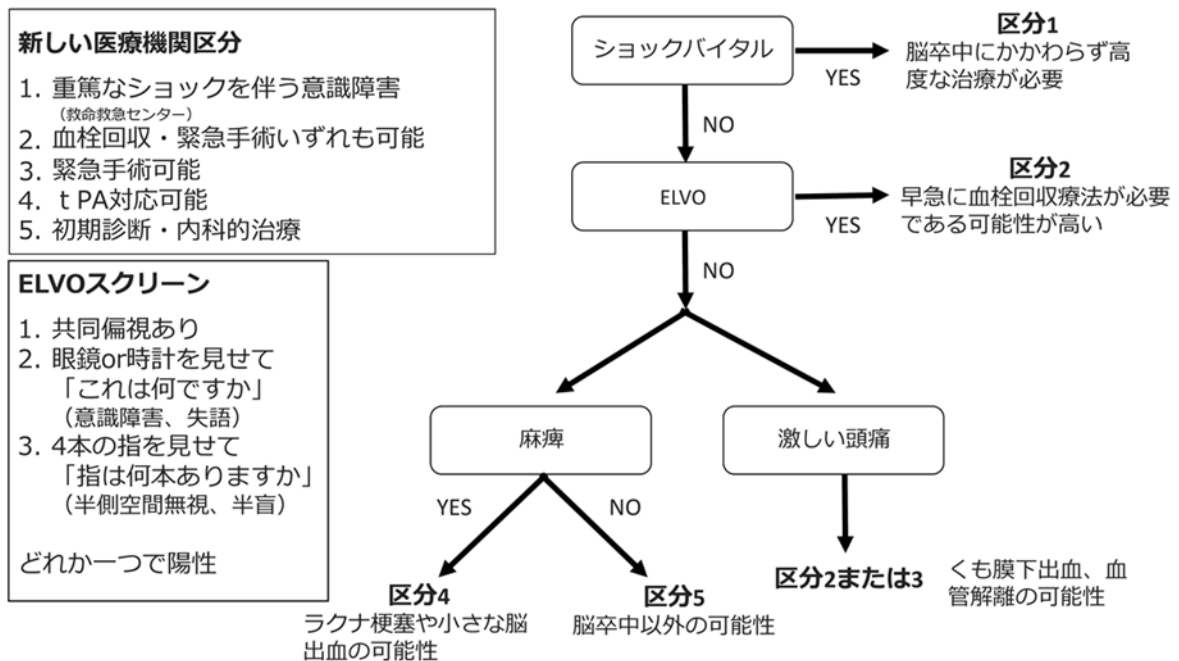 新しい医療機関区分
1. 重篤なショックを伴う意識障害
（救命救急センター）
2. 血栓回収・緊急手術いずれも可能
3. 緊急手術可能
4. ｔPA対応可能
5. 初期診断・内科的治療
ELVOスクリーン
1. 共同偏視あり
2. 眼鏡or時計を見せて
「これは何ですか」
（意識障害、失語）
3. 4本の指を見せて
「指は何本ありますか」
（半側空間無視、半盲）
どれか一つで陽性
ショックバイタル
YES
区分1
脳卒中にかかわらず高
度な治療が必要
NO
ELVO
YES
区分2
早急に血栓回収療法が必要
である可能性が高い
NO
麻痺
激しい頭痛
YES
NO
区分4
ラクナ梗塞や小さな脳
出血の可能性
区分5
脳卒中以外の可能性
区分2または3
くも膜下出血、血
管解離の可能性